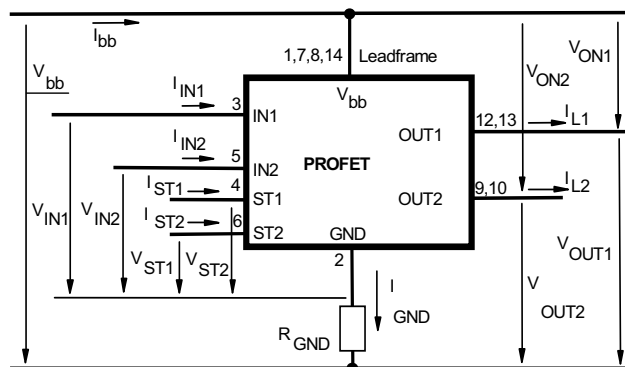 I bb
V bb
1,7,8,14 Leadframe
V ON1
V ON2
I IN1
3
IN1
V bb
12,13
I L1
I IN2
OUT1
5
IN2
PROFET
I ST1
4
ST1
9,10
I L2
OUT2
V IN1
V IN2
I ST2
6
ST2
GND
V ST1
V ST2
2
V OUT1
V OUT2
I GND
R GND